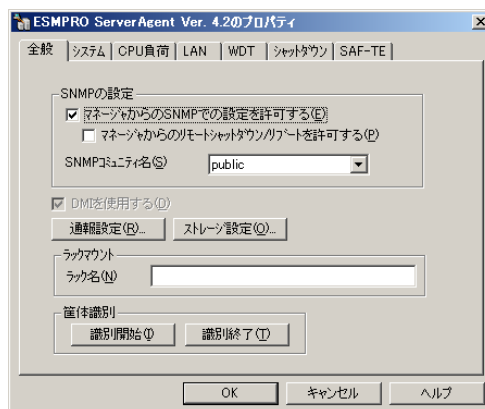 ESMPRO ServerAgent Ver. 4.2のプロパティ
全般 システム CPU負荷 LAN WDT シャットダウン SAF-TE
SNMPの設定
マネージャからのSNMPでの設定を許可する(E)
マネージャからのリモートシャットダウン/リブートを許可する(P)
SNMPコミュニティ名(S) public
DMIを使用する(D)
通報設定(R)... ストレージ設定(O)...
ラックマウント
ラック名(N)
筐体識別
識別開始(I) 識別終了(T)
OK キャンセル ヘルプ